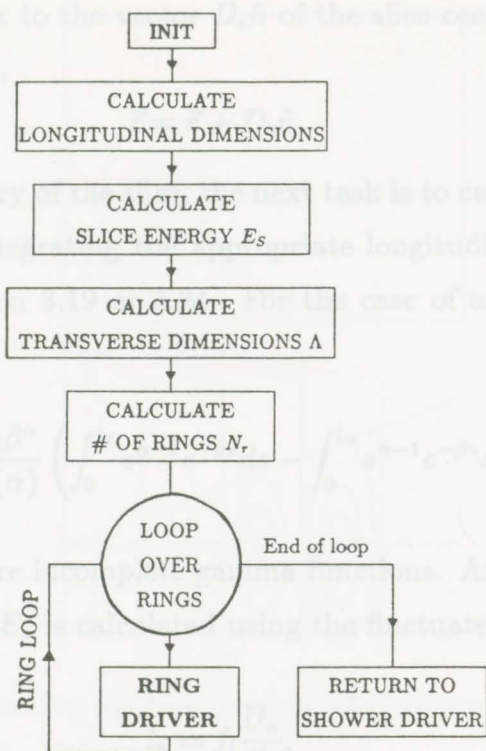 INIT
CALCULATE
LONGITUDINAL DIMENSIONS
CALCULATE
SLICE ENERGY E_S
CALCULATE
TRANSVERSE DIMENSIONS Λ
CALCULATE
# OF RINGS N_r
LOOP
OVER
RINGS
End of loop
RING LOOP
RING
DRIVER
RETURN TO
SHOWER DRIVER